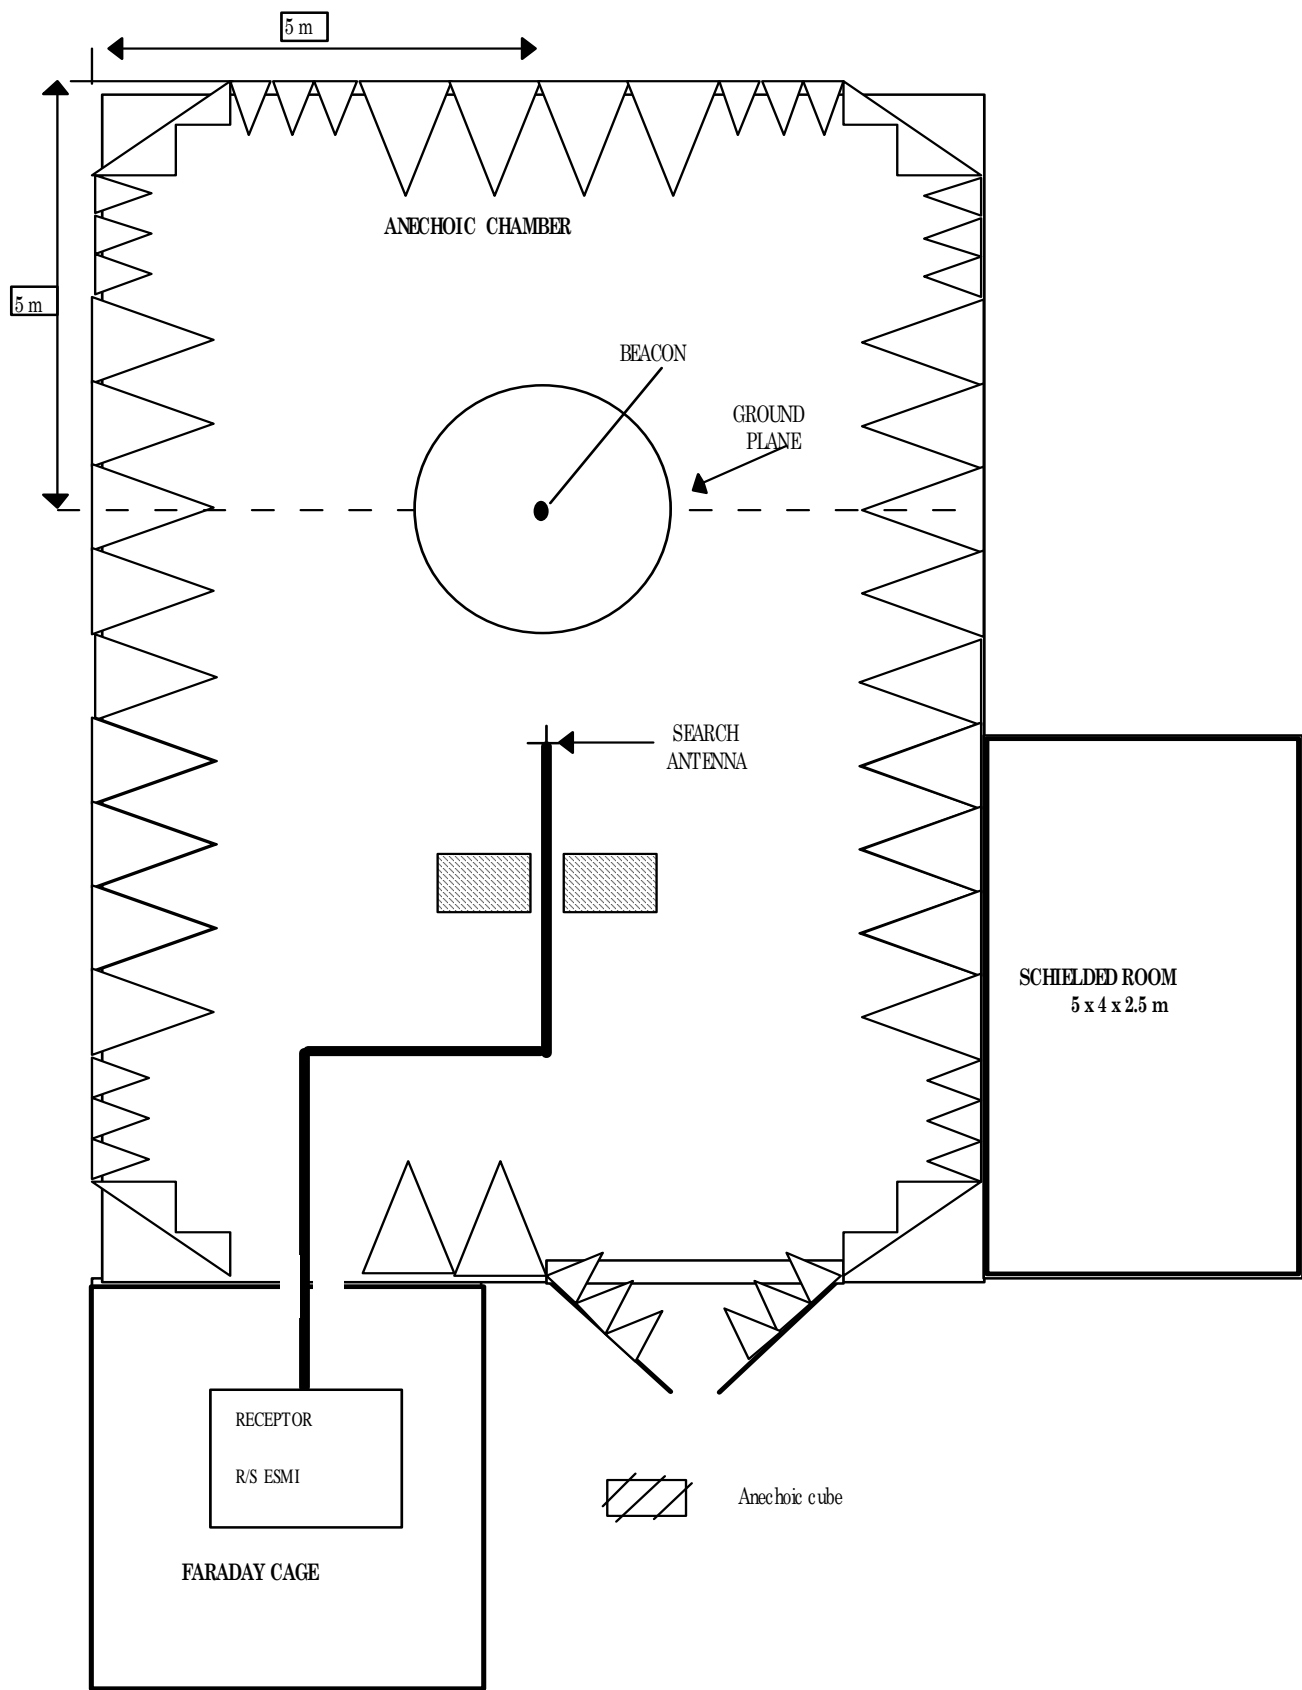 5 m
ANECHOIC CHAMBER
5 m
BEACON
GROUND
PLANE
SEARCH
ANTENNA
SCHIELDED ROOM
5 x 4 x 2.5 m
RECEPTOR
R/S ESMI
Anechoic cube
FARADAY CAGE